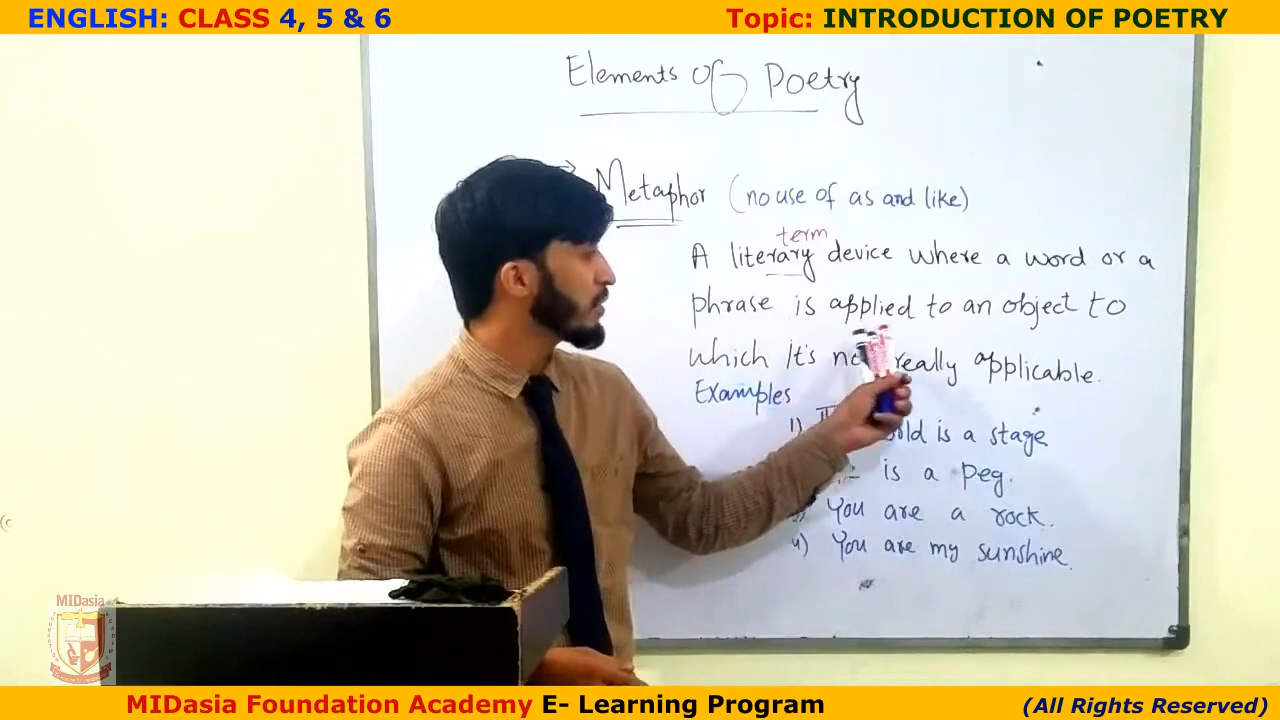 ENGLISH: CLASS 4, 5 & 6
Topic: INTRODUCTION OF POETRY
Elements of Poetry
→ Metaphor (no use of as and like)
term
A literary device where a word or a
phrase is applied to an object to
which It's really applicable.
Examples
1) is a stage
is a peg.
You are a rock.
4) You are my sunshine.
MIDasia
MIDasia Foundation Academy E- Learning Program
(All Rights Reserved)